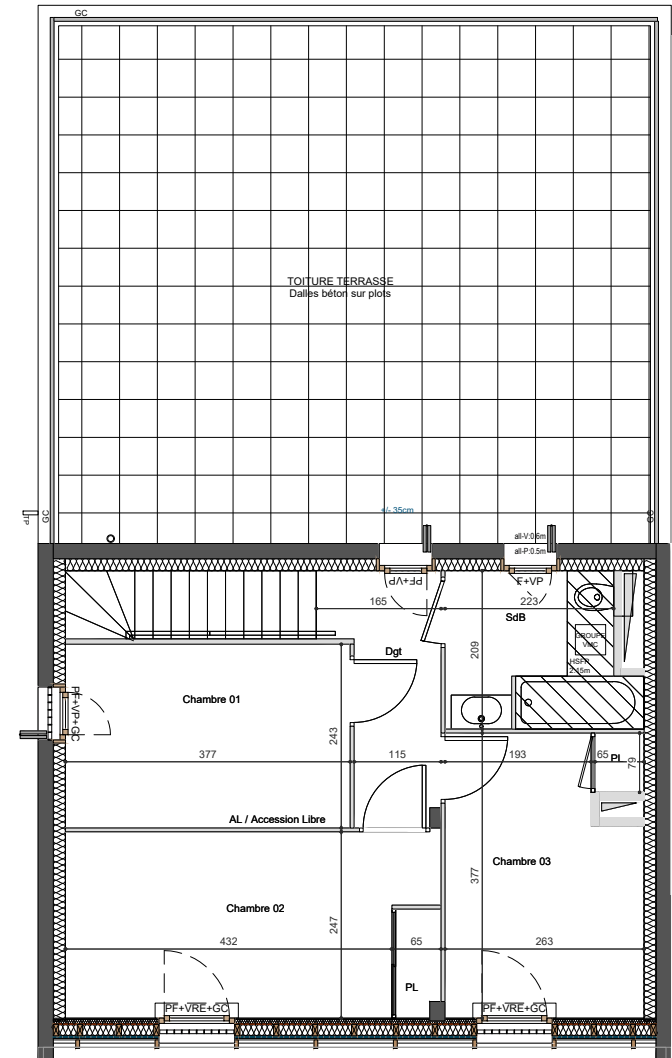 GC
TOITURE TERRASSE
Dalles béton sur plots
GC
GC
TP
+/- 35cm
all-V:0.6m
all-P:0.5m
PF+VP
F+VP
165
223
SdB
209
GROUPE
VMC
HSFP
2.15m
Dgt
Chambre 01
PF+VP+GC
243
377
115
193
65
PL
79
AL / Accession Libre
Chambre 03
377
Chambre 02
247
432
65
263
PL
PF+VRE+GC
PF+VRE+GC